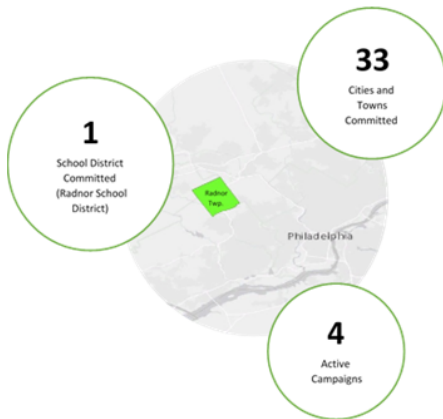 33
Cities and
Towns
Committed
1
School District
Committed
(Radnor School
District)
Radnor
Twp.
Philadelphia
4
Active
Campaigns